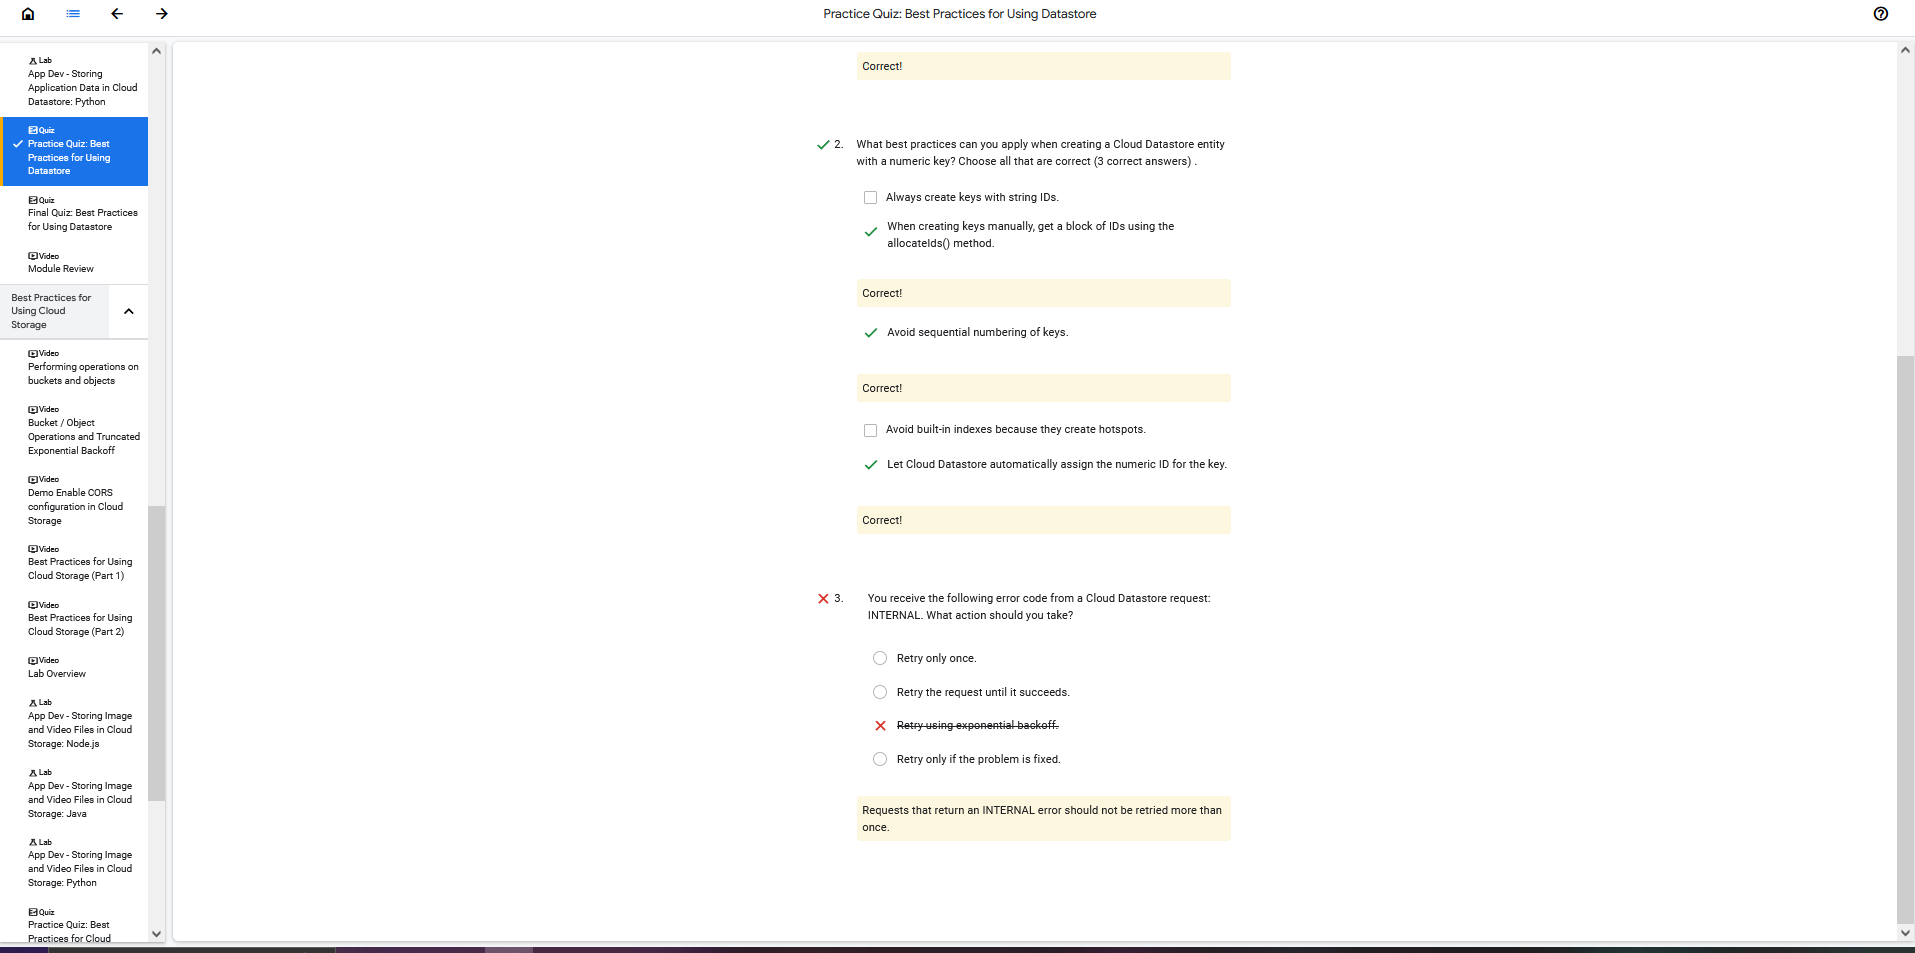 Practice Quiz: Best Practices for Using Datastore
Lab
App Dev - Storing
Application Data in Cloud
Datastore: Python
Quiz
Practice Quiz: Best
Practices for Using
Datastore
Quiz
Final Quiz: Best Practices
for Using Datastore
Video
Module Review
Best Practices for
Using Cloud
Storage
Video
Performing operations on
buckets and objects
Video
Bucket / Object
Operations and Truncated
Exponential Backoff
Video
Demo Enable CORS
configuration in Cloud
Storage
Video
Best Practices for Using
Cloud Storage (Part 1)
Video
Best Practices for Using
Cloud Storage (Part 2)
Video
Lab Overview
Lab
App Dev - Storing Image
and Video Files in Cloud
Storage: Node.js
Lab
App Dev - Storing Image
and Video Files in Cloud
Storage: Java
Lab
App Dev - Storing Image
and Video Files in Cloud
Storage: Python
Quiz
Practice Quiz: Best
Practices for Cloud
Correct!
2. What best practices can you apply when creating a Cloud Datastore entity
with a numeric key? Choose all that are correct (3 correct answers) .
Always create keys with string IDs.
When creating keys manually, get a block of IDs using the
allocateIds() method.
Correct!
Avoid sequential numbering of keys.
Correct!
Avoid built-in indexes because they create hotspots.
Let Cloud Datastore automatically assign the numeric ID for the key.
Correct!
3. You receive the following error code from a Cloud Datastore request:
INTERNAL. What action should you take?
Retry only once.
Retry the request until it succeeds.
Retry using exponential backoff.
Retry only if the problem is fixed.
Requests that return an INTERNAL error should not be retried more than
once.